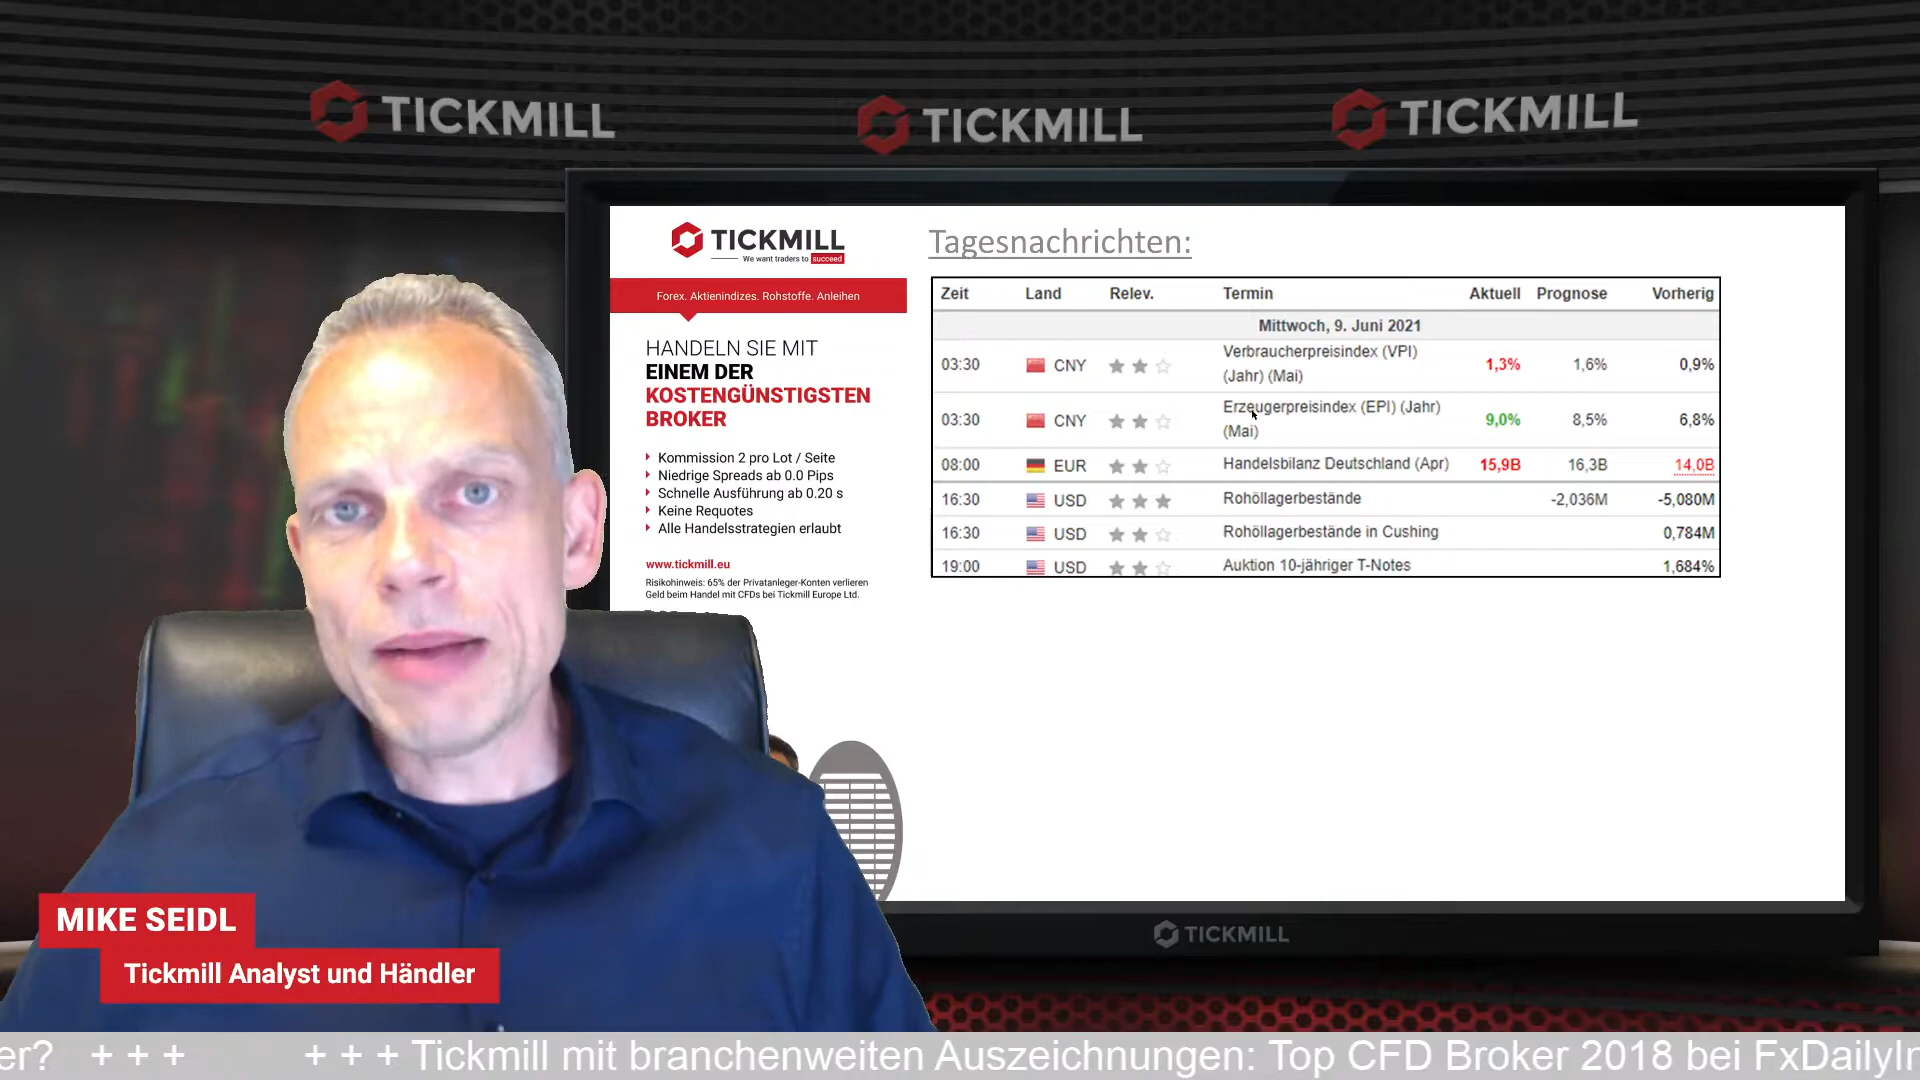 TICKMILL
TICKMILL
TICKMILL
TICKMILL
We want traders to succeed
Forex. Aktienindizes. Rohstoffe. Anleihen
HANDELN SIE MIT
EINEM DER
KOSTENGÜNSTIGSTEN
BROKER
Kommission 2 pro Lot / Seite
Niedrige Spreads ab 0.0 Pips
Schnelle Ausführung ab 0.20 s
Keine Requotes
Alle Handelsstrategien erlaubt
www.tickmill.eu
Risikohinweis: 65% der Privatanleger-Konten verlieren
Geld beim Handel mit CFDs bei Tickmill Europe Ltd.
Tagesnachrichten:
Zeit Land Relev. Termin Aktuell Prognose Vorherig
Mittwoch, 9. Juni 2021
03:30 CNY Verbraucherpreisindex (VPI) 1,3% 1,6% 0,9%
(Jahr) (Mai)
03:30 CNY Erzeugerpreisindex (EPI) (Jahr) 9,0% 8,5% 6,8%
(Mai)
08:00 EUR Handelsbilanz Deutschland (Apr) 15,9B 16,3B 14,0B
16:30 USD Rohöllagerbestände -2,036M -5,080M
16:30 USD Rohöllagerbestände in Cushing 0,784M
19:00 USD Auktion 10-jähriger T-Notes 1,684%
TICKMILL
MIKE SEIDL
Tickmill Analyst und Händler
er? + + + + + + Tickmill mit branchenweiten Auszeichnungen: Top CFD Broker 2018 bei FxDailyIn